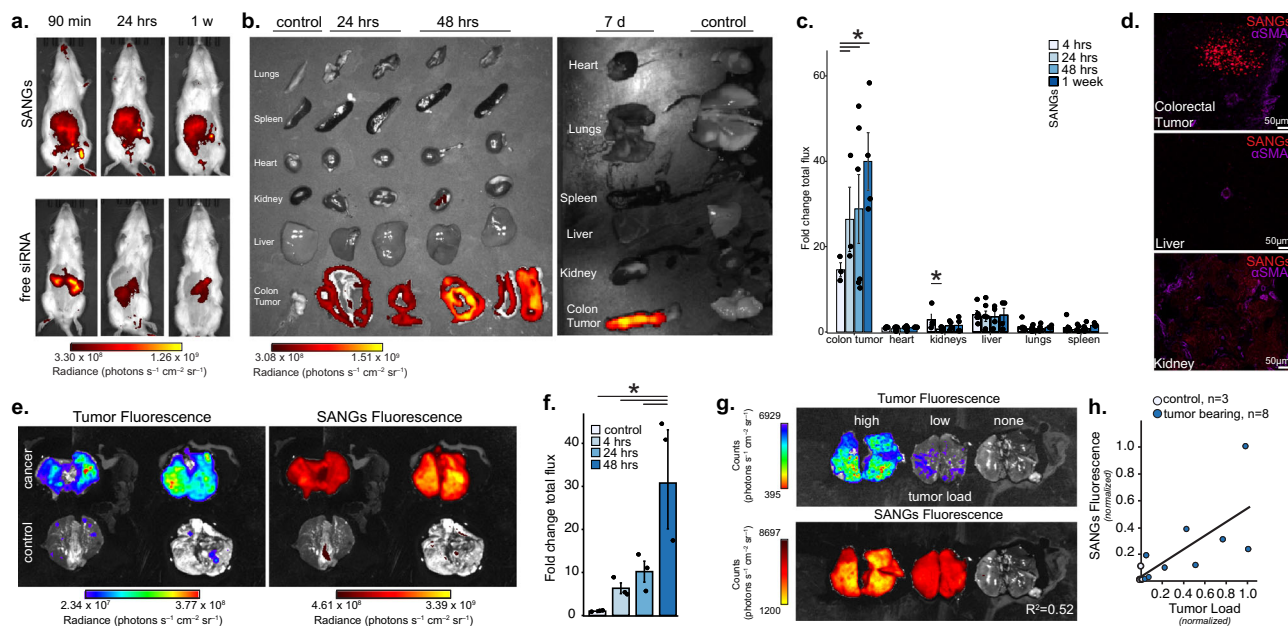 a.
90 min
24 hrs
1 w
SANGs
free siRNA
3.30 x 10⁸
1.26 x 10⁹
Radiance (photons s⁻¹ cm⁻² sr⁻¹)
b.
control
24 hrs
48 hrs
7 d
control
Lungs
Spleen
Heart
Kidney
Liver
Colon
Tumor
Heart
Lungs
Spleen
Liver
Kidney
Colon
Tumor
3.08 x 10⁸
1.51 x 10⁹
Radiance (photons s⁻¹ cm⁻² sr⁻¹)
c.
*
SANGs
4 hrs
24 hrs
48 hrs
1 week
Fold change total flux
60
40
20
0
*
colon tumor
heart
kidneys
liver
lungs
spleen
d.
SANGs
αSMA
Colorectal
Tumor
50µm
SANGs
αSMA
Liver
50µm
SANGs
αSMA
Kidney
50µm
e.
Tumor Fluorescence
SANGs Fluorescence
cancer
control
2.34 x 10⁷
3.77 x 10⁸
Radiance (photons s⁻¹ cm⁻² sr⁻¹)
4.61 x 10⁸
3.39 x 10⁹
Radiance (photons s⁻¹ cm⁻² sr⁻¹)
f.
*
control
4 hrs
24 hrs
48 hrs
Fold change total flux
40
30
20
10
0
g.
Tumor Fluorescence
high
low
none
tumor load
6929
395
Counts
(photons s⁻¹ cm⁻² sr⁻¹)
SANGs Fluorescence
8697
1200
Counts
(photons s⁻¹ cm⁻² sr⁻¹)
R²=0.52
h.
control, n=3
tumor bearing, n=8
SANGs Fluorescence
(normalized)
1.0
0.8
0.6
0.4
0.2
0.2 0.4 0.6 0.8 1.0
Tumor Load
(normalized)